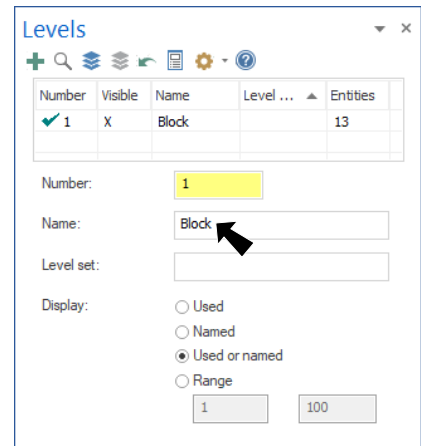 Levels
Number Visible Name Level ... Entities
1 X Block 13
Number: 1
Name: Block
Level set:
Display: Used
Named
Used or named
Range
1 100